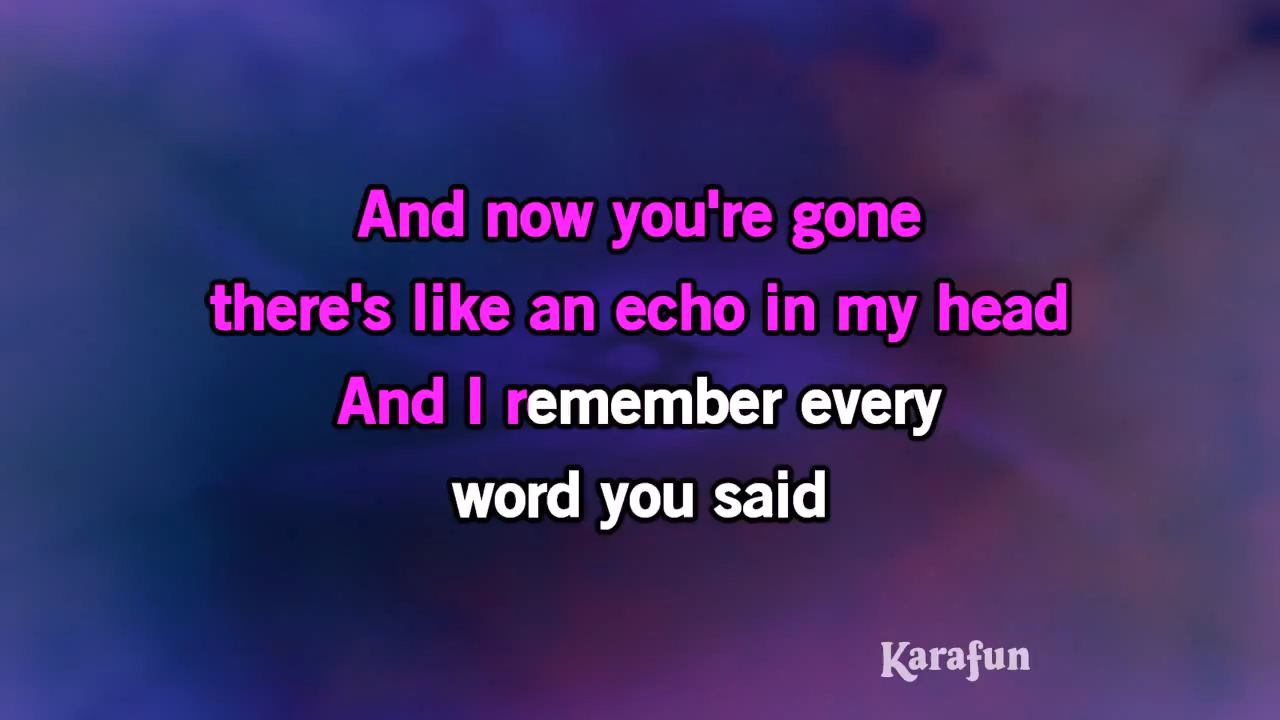 And now you're gone
there's like an echo in my head
And I remember every
word you said
Karafun